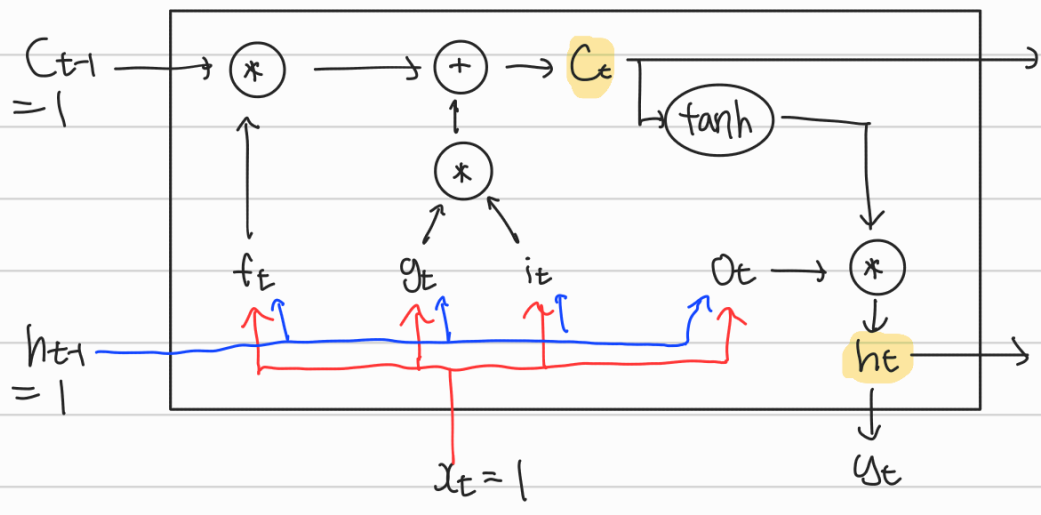 Ct-1
= 1
*
+
Ct
tanh
*
ft
gt
it
Ot
*
ht-1
= 1
ht
xt = 1
yt